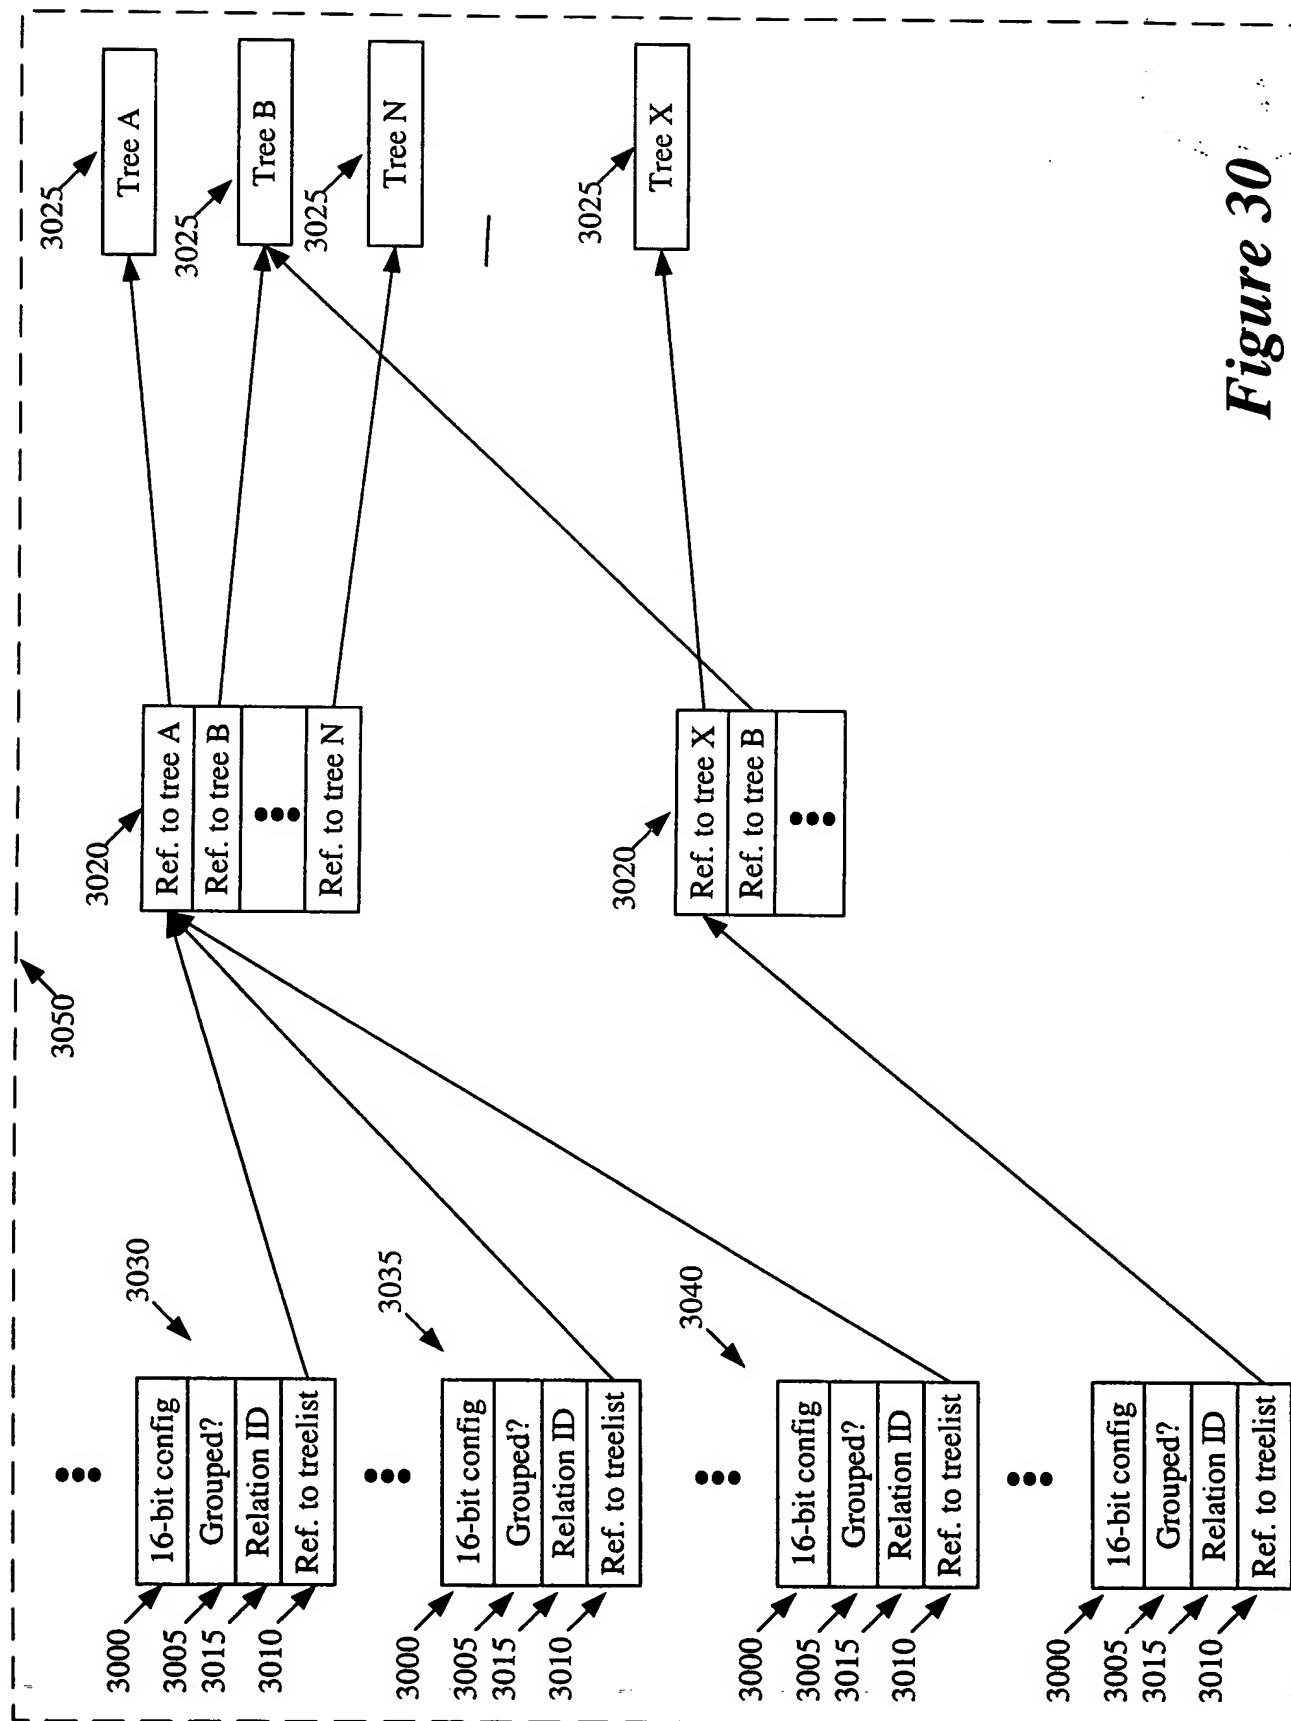 3050
3030
16-bit config
Grouped?
Relation ID
Ref. to treelist
3000
3005
3015
3010
3035
16-bit config
Grouped?
Relation ID
Ref. to treelist
3000
3005
3015
3010
3040
16-bit config
Grouped?
Relation ID
Ref. to treelist
3000
3005
3015
3010
16-bit config
Grouped?
Relation ID
Ref. to treelist
3000
3005
3015
3010
3020
Ref. to tree A
Ref. to tree B
Ref. to tree N
3020
Ref. to tree X
Ref. to tree B
3025
Tree A
3025
Tree B
3025
Tree N
3025
Tree X
Figure 30